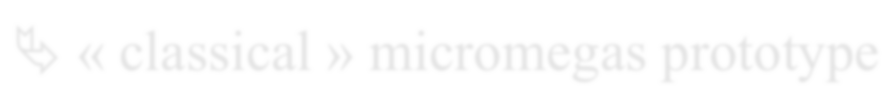 ⮱ « classical » micromegas prototype